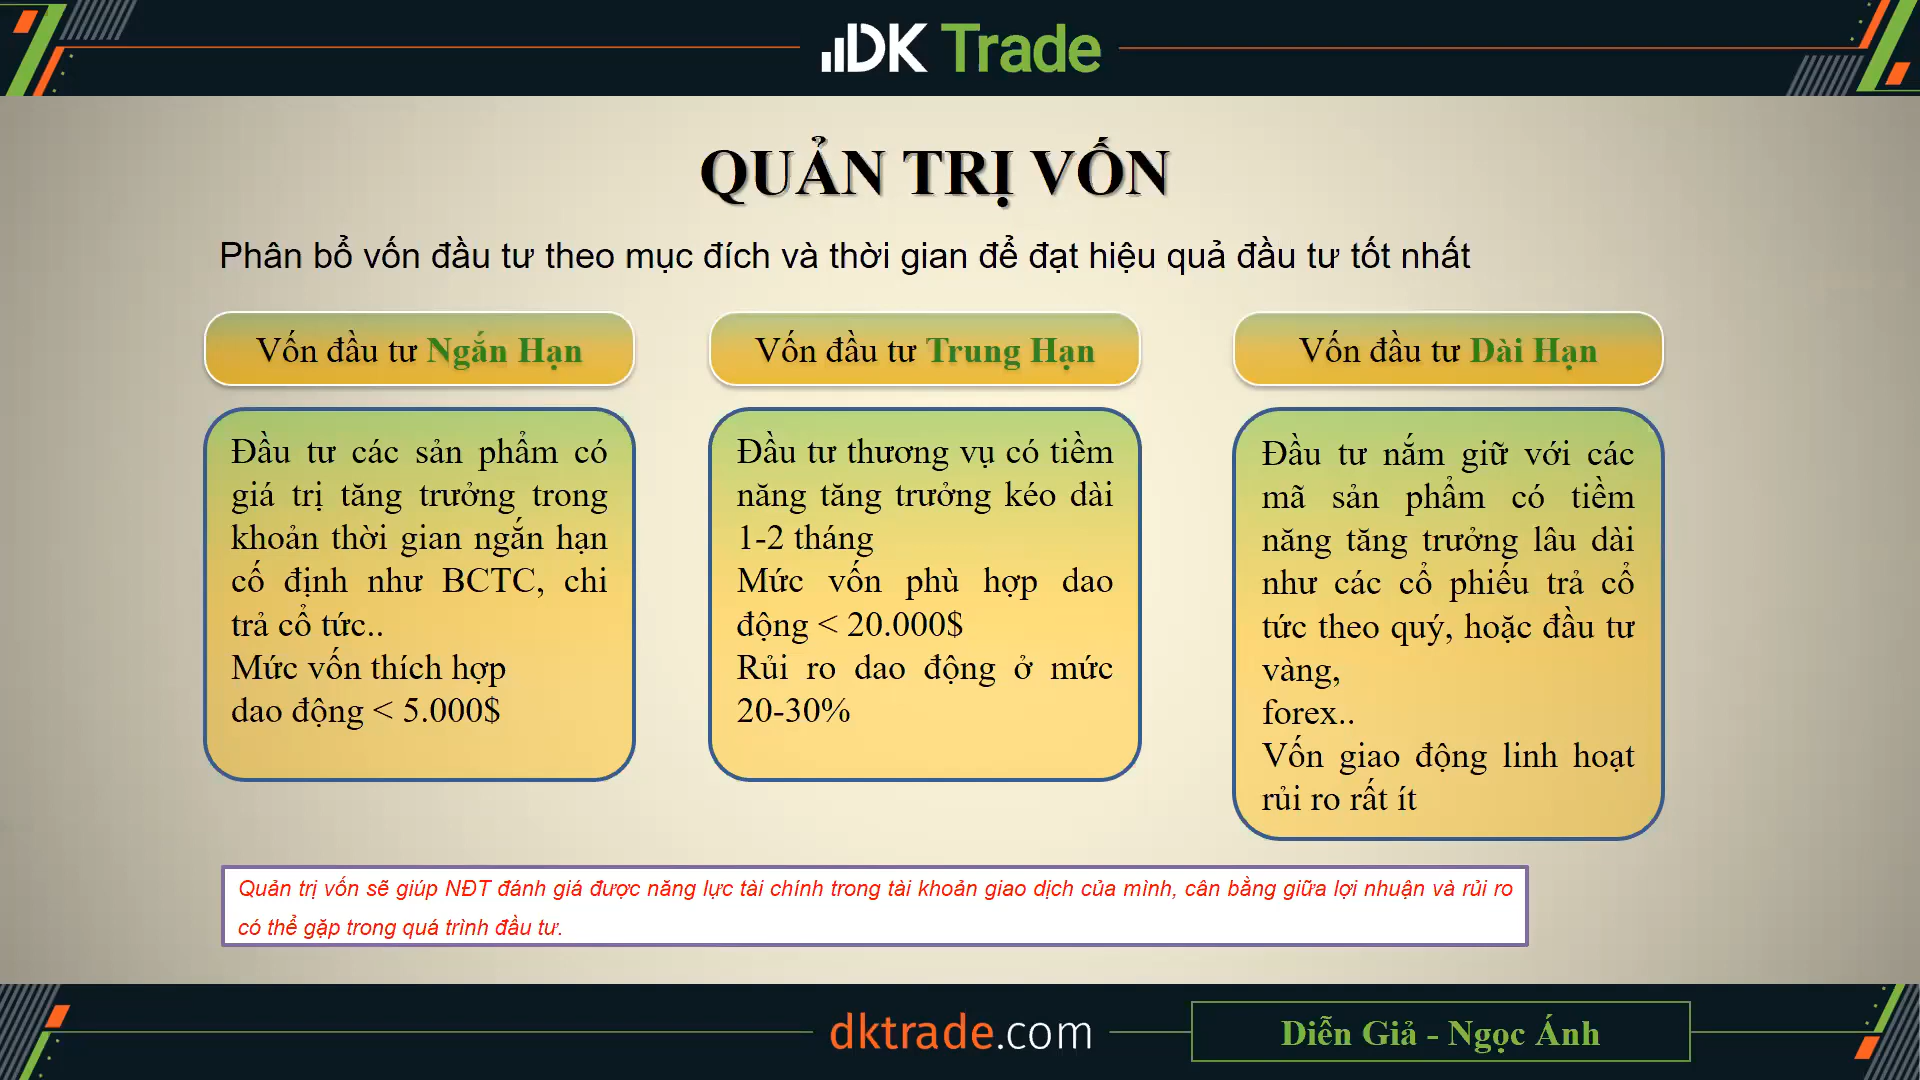 DK Trade
QUẢN TRỊ VỐN
Phân bổ vốn đầu tư theo mục đích và thời gian để đạt hiệu quả đầu tư tốt nhất
Vốn đầu tư Ngắn Hạn
Đầu tư các sản phẩm có
giá trị tăng trưởng trong
khoản thời gian ngắn hạn
cố định như BCTC, chi
trả cổ tức..
Mức vốn thích hợp
dao động < 5.000$
Vốn đầu tư Trung Hạn
Đầu tư thương vụ có tiềm
năng tăng trưởng kéo dài
1-2 tháng
Mức vốn phù hợp dao
động < 20.000$
Rủi ro dao động ở mức
20-30%
Vốn đầu tư Dài Hạn
Đầu tư nắm giữ với các
mã sản phẩm có tiềm
năng tăng trưởng lâu dài
như các cổ phiếu trả cổ
tức theo quý, hoặc đầu tư
vàng,
forex..
Vốn giao động linh hoạt
rủi ro rất ít
Quản trị vốn sẽ giúp NĐT đánh giá được năng lực tài chính trong tài khoản giao dịch của mình, cân bằng giữa lợi nhuận và rủi ro
có thể gặp trong quá trình đầu tư.
dktrade.com
Diễn Giả - Ngọc Ánh